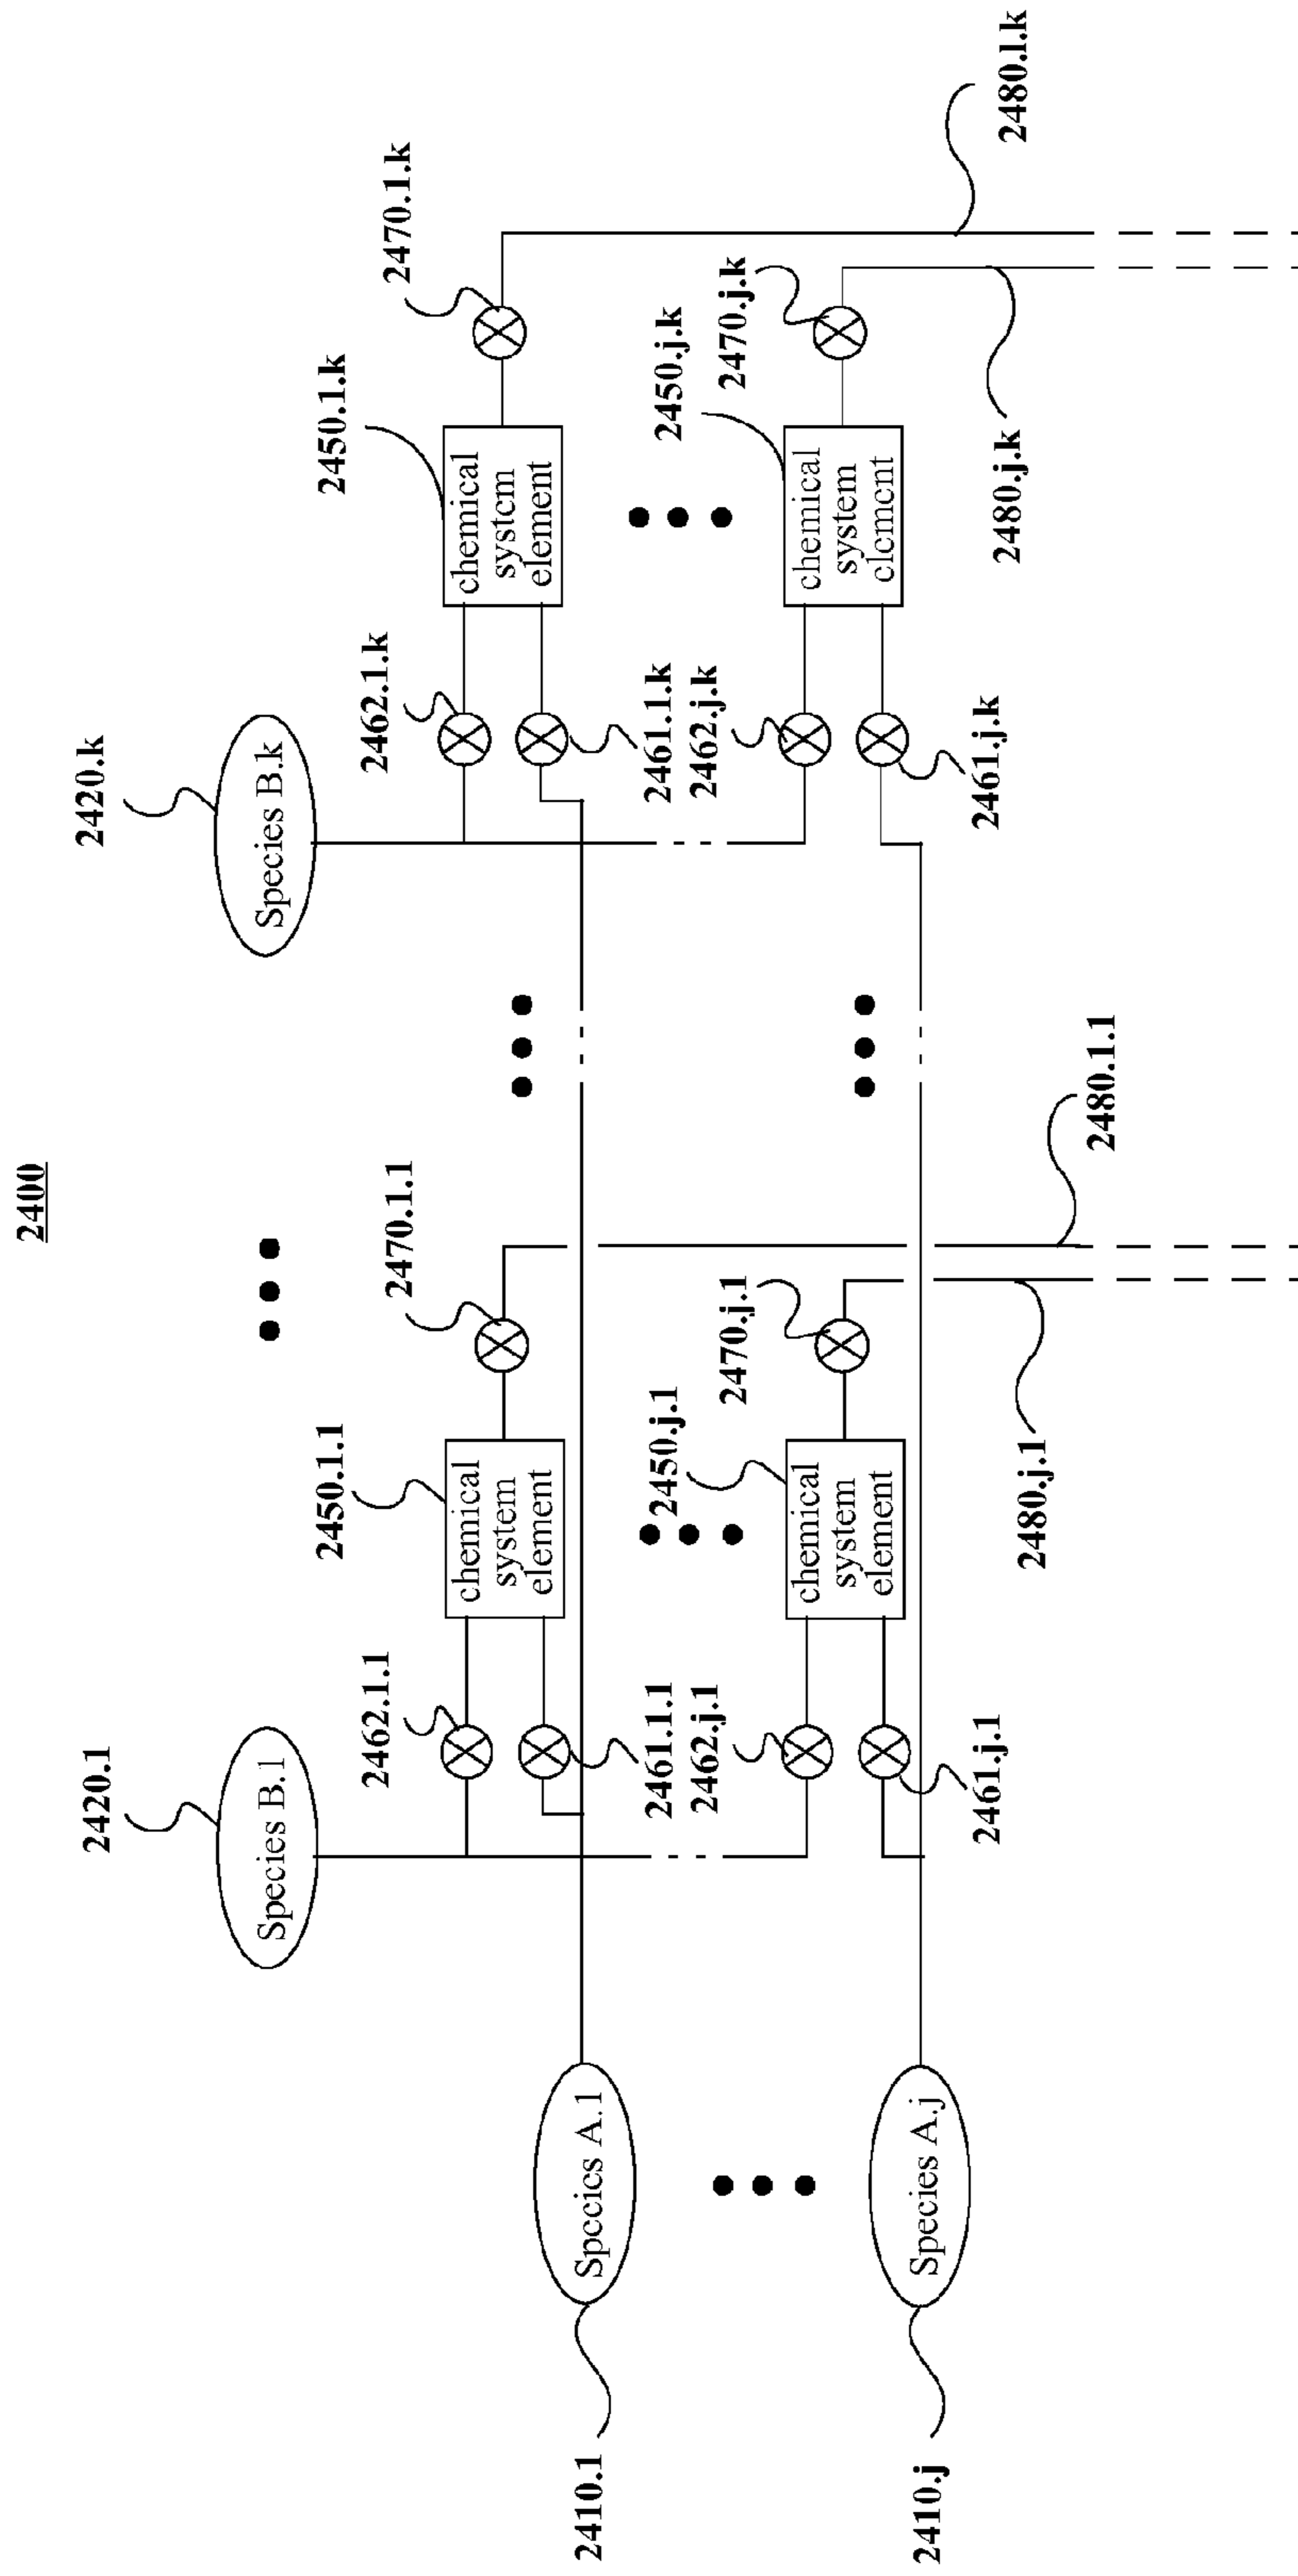 2400
2420.1
2420.k
Species B.1
Species B.k
2450.1.1
2470.1.1
2450.1.k
2470.1.k
2462.1.1
2462.1.k
chemical
system
element
chemical
system
element
2410.1
Species A.1
2461.1.1
2461.1.k
2462.j.1
2450.j.1
2470.j.1
2462.j.k
2450.j.k
2470.j.k
chemical
system
element
chemical
system
element
2410.j
Species A.j
2461.j.1
2461.j.k
2480.j.1
2480.1.1
2480.j.k
2480.l.k